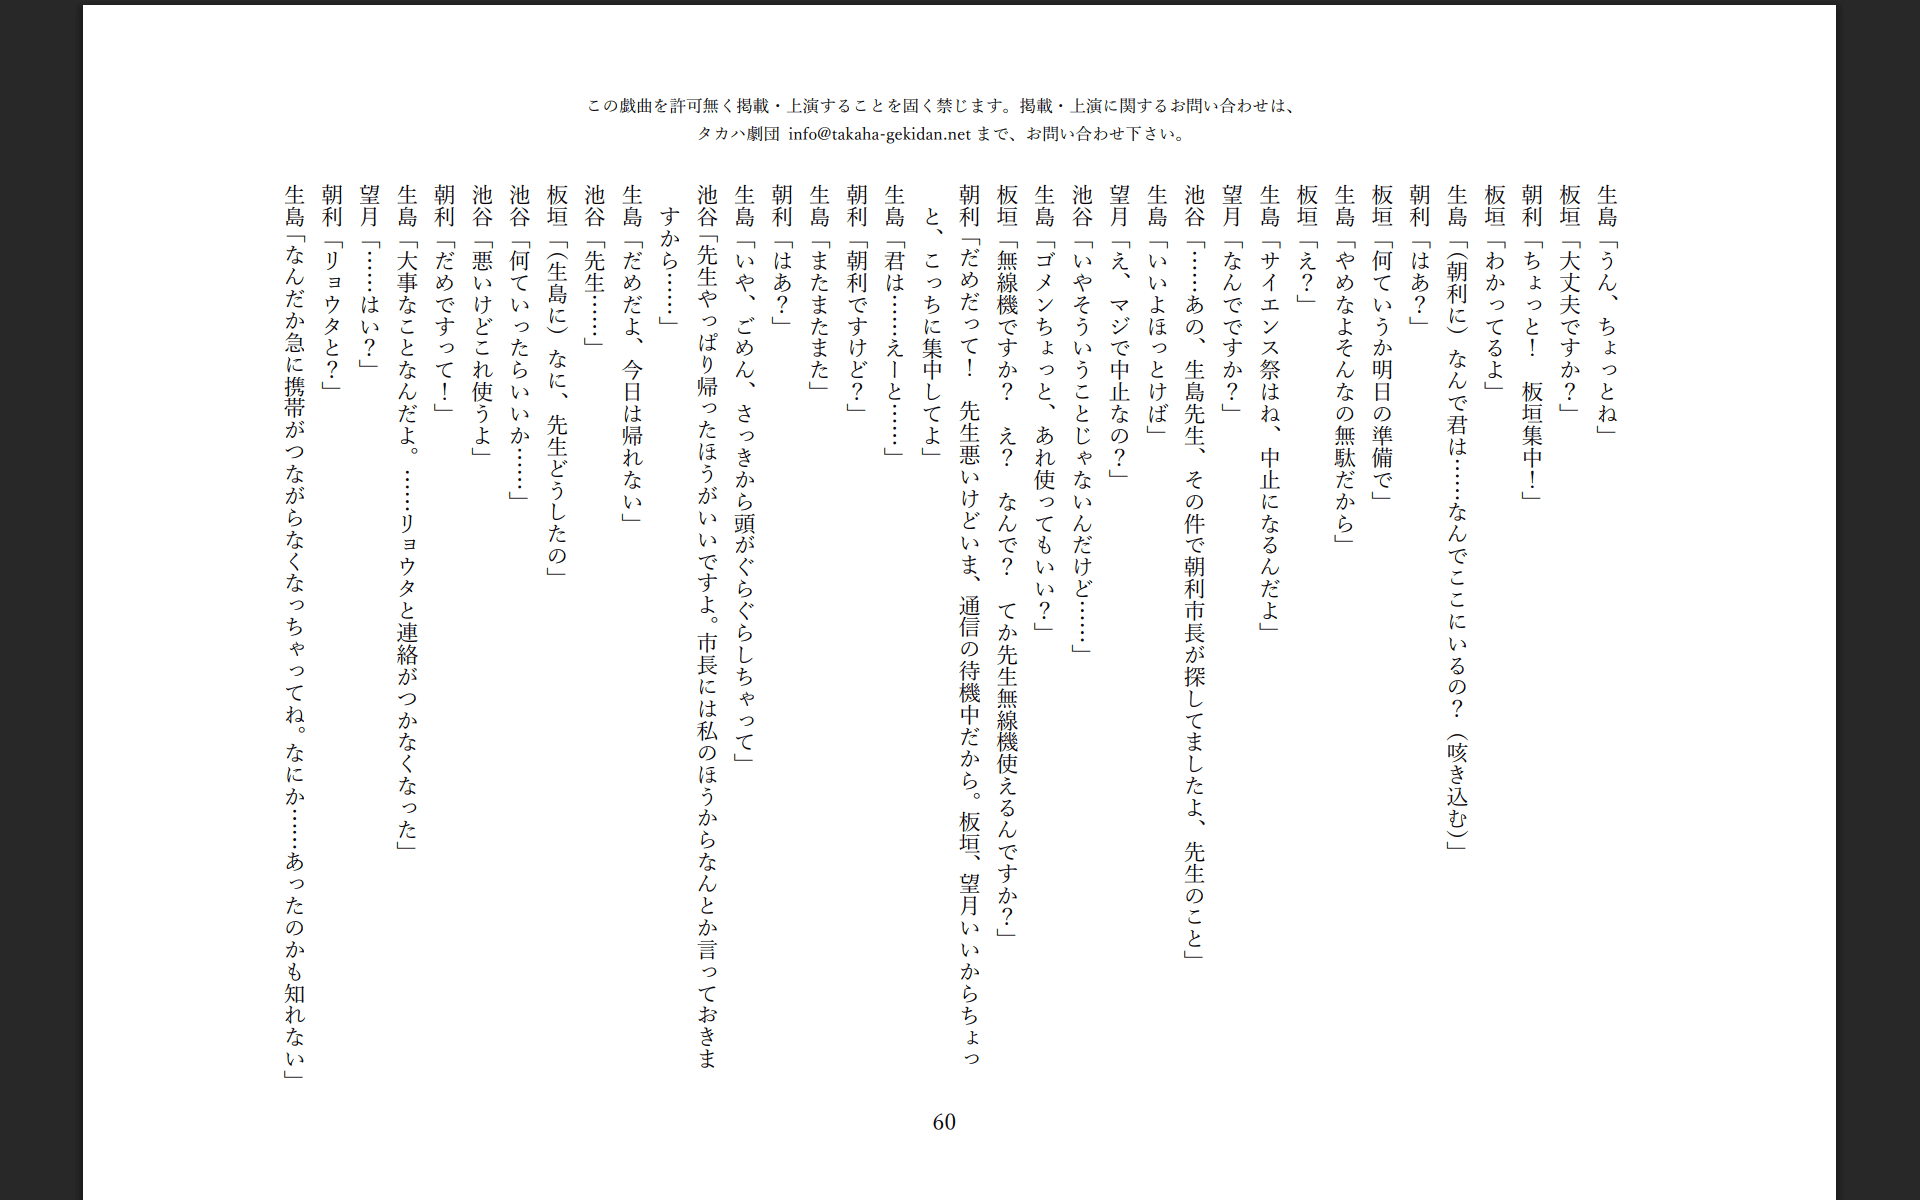 この戯曲を許可無く掲載・上演することを固く禁じます。掲載・上演に関するお問い合わせは、
タカハ劇団 info@takaha-gekidan.net まで、お問い合わせ下さい。
生島「うん、ちょっとね」
板垣「大丈夫ですか？」
朝利「ちょっと！　板垣集中！」
板垣「わかってるよ」
生島「（朝利に）なんで君は……なんでここにいるの？（咳き込む）」
朝利「はあ？」
板垣「何ていうか明日の準備で」
生島「やめなよそんなの無駄だから」
板垣「え？」
生島「サイエンス祭はね、中止になるんだよ」
望月「なんでですか？」
池谷「……あの、生島先生、その件で朝利市長が探してましたよ、先生のこと」
生島「いいよほっとけば」
望月「え、マジで中止なの？」
池谷「いやそういうことじゃないんだけど……」
生島「ゴメンちょっと、あれ使ってもいい？」
板垣「無線機ですか？　え？　なんで？　てか先生無線機使えるんですか？」
朝利「だめだって！　先生悪いけどいま、通信の待機中だから。板垣、望月いいからちょっ
と、こっちに集中してよ」
生島「君は……えーと……」
朝利「朝利ですけど？」
生島「またまたまた」
朝利「はあ？」
生島「いや、ごめん、さっきから頭がぐらぐらしちゃって」
池谷「先生やっぱり帰ったほうがいいですよ。市長には私のほうからなんとか言っておきま
すから……」
生島「だめだよ、今日は帰れない」
池谷「先生……」
板垣「（生島に）なに、先生どうしたの」
池谷「何ていったらいいか……」
池谷「悪いけどこれ使うよ」
朝利「だめですって！」
生島「大事なことなんだよ。……リョウタと連絡がつかなくなった」
望月「……はい？」
朝利「リョウタと？」
生島「なんだか急に携帯がつながらなくなっちゃってね。なにか……あったのかも知れない」
60